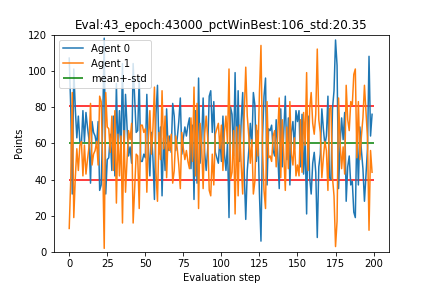 Eval:43_epoch:43000_pctWinBest:106_std:20.35
Agent 0
Agent 1
mean+-std
Points
120
100
80
60
40
20
0
0 25 50 75 100 125 150 175 200
Evaluation step